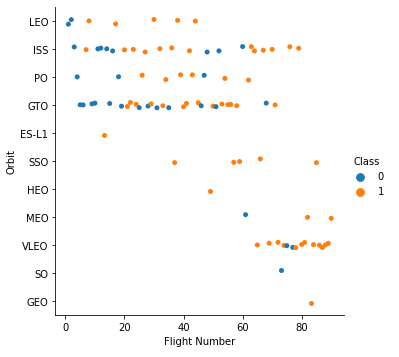 LEO
ISS
PO
GTO
ES-L1
SSO
HEO
MEO
VLEO
SO
GEO
Orbit
0 20 40 60 80
Flight Number
Class
0
1